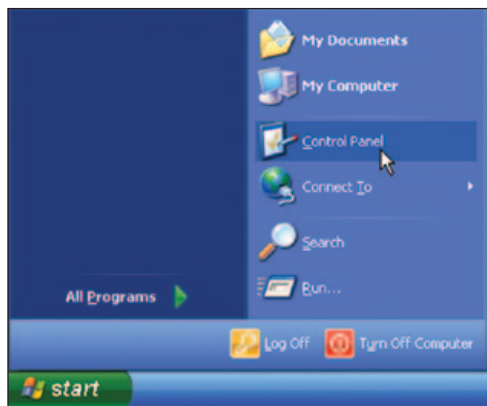 My Documents
My Computer
Control Panel
Connect To
Search
Run...
All Programs
Log Off
Turn Off Computer
start